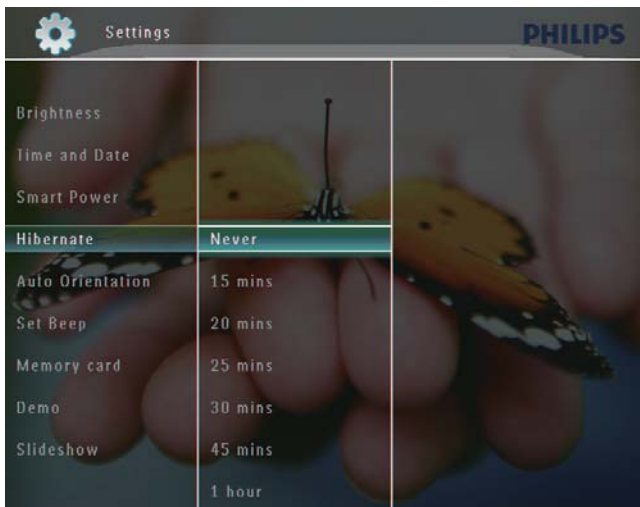 Settings
PHILIPS
Brightness
Time and Date
Smart Power
Hibernate
Auto Orientation
Set Beep
Memory card
Demo
Slideshow
Never
15 mins
20 mins
25 mins
30 mins
45 mins
1 hour